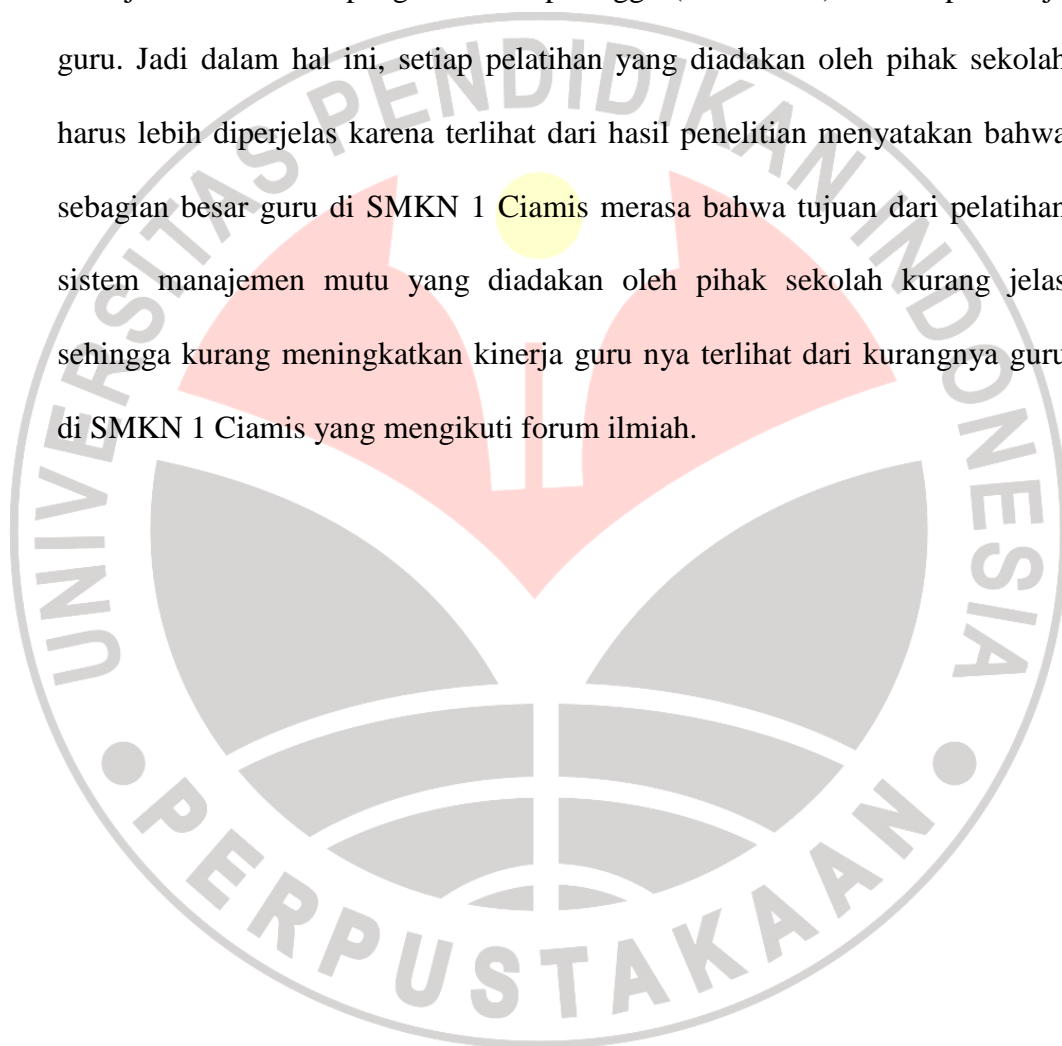 guru. Jadi dalam hal ini, setiap pelatihan yang diadakan oleh pihak sekolah
harus lebih diperjelas karena terlihat dari hasil penelitian menyatakan bahwa
sebagian besar guru di SMKN 1 Ciamis merasa bahwa tujuan dari pelatihan
sistem manajemen mutu yang diadakan oleh pihak sekolah kurang jelas
sehingga kurang meningkatkan kinerja guru nya terlihat dari kurangnya guru
di SMKN 1 Ciamis yang mengikuti forum ilmiah.
UNIVERSITAS PENDIDIKAN INDONESIA
PERPUSTAKAAN